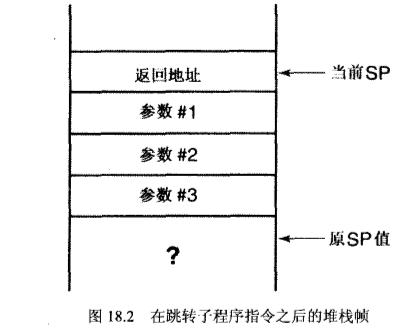 返回地址
当前SP
参数 #1
参数 #2
参数 #3
原SP值
?
图 18.2 在跳转子程序指令之后的堆栈帧